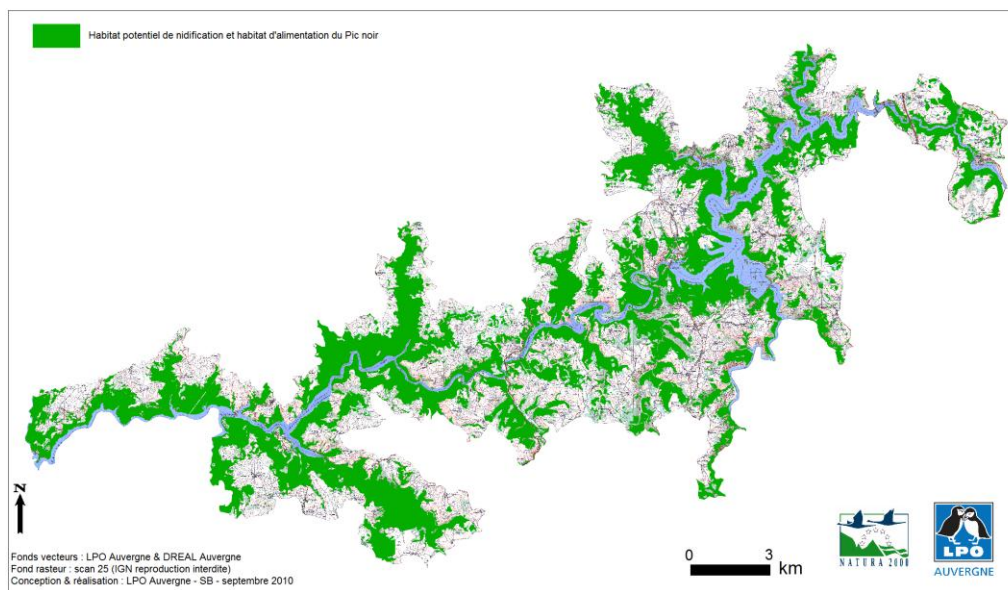 Habitat potentiel de nidification et habitat d'alimentation du Pic noir
N
Fonds vecteurs : LPO Auvergne & DREAL Auvergne
Fond rasteur : scan 25 (IGN reproduction interdite)
Conception & réalisation : LPO Auvergne - SB - septembre 2010
0 3
km
NATURA 2000
LPO
AUVERGNE